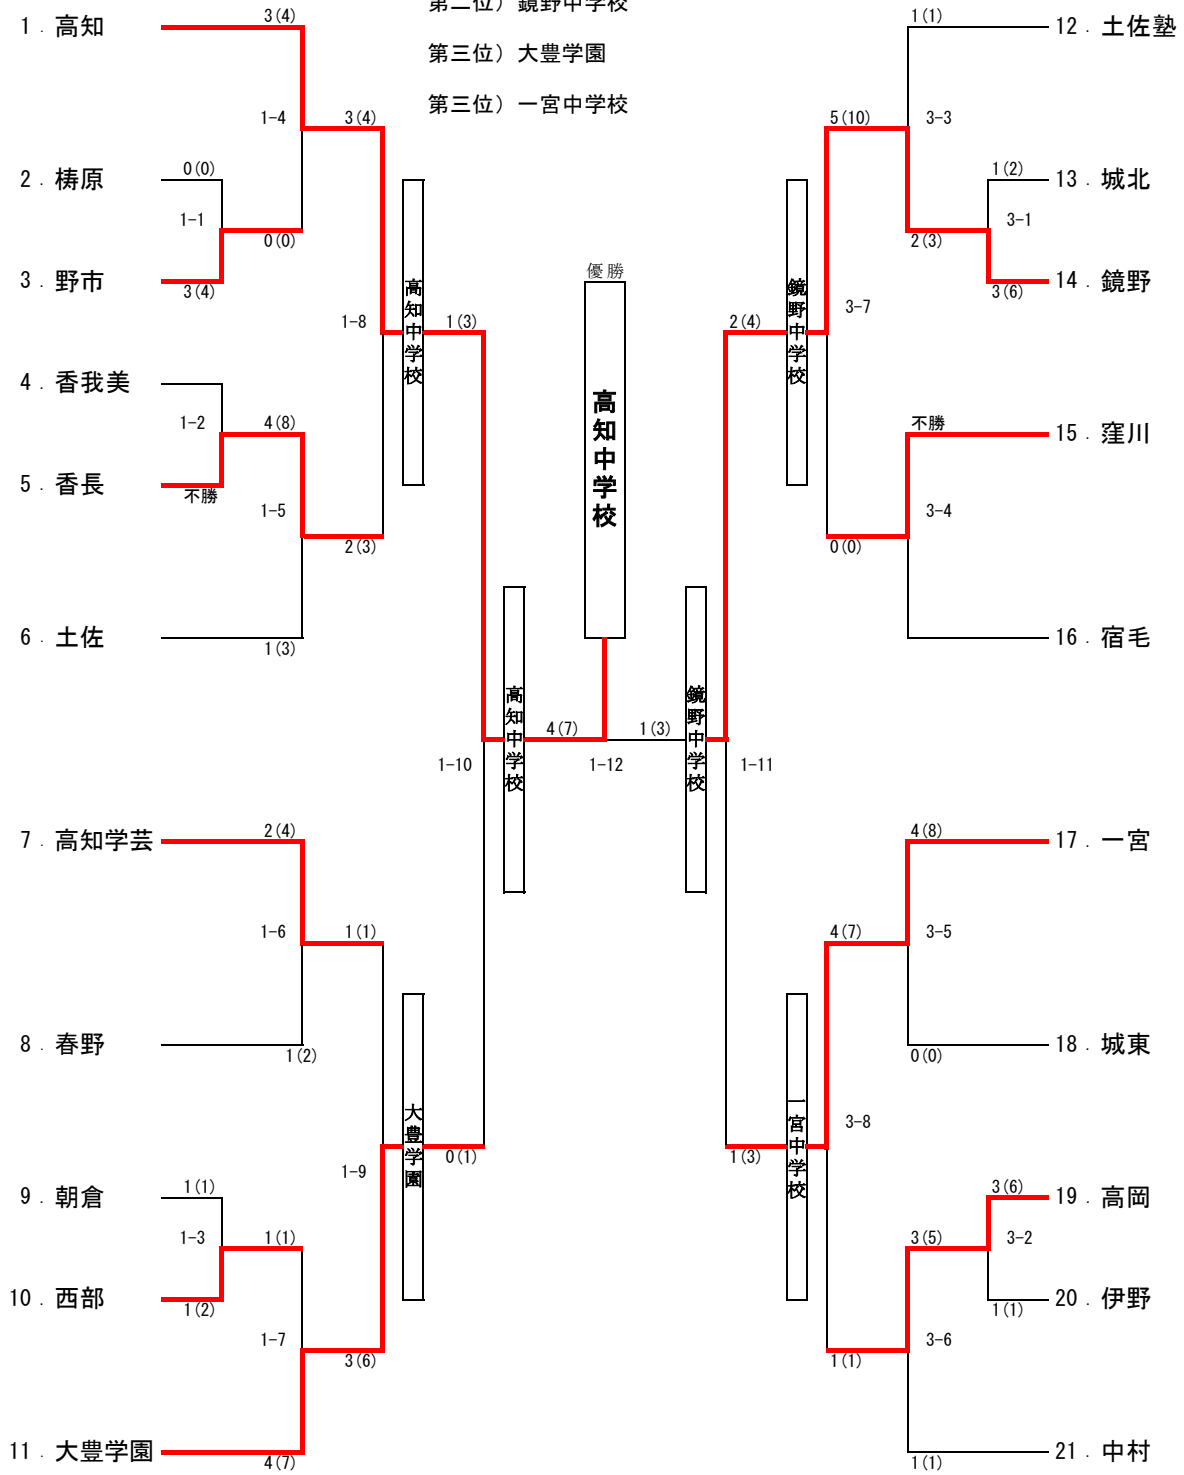 第二位）鏡野中学校
第三位）大豊学園
第三位）一宮中学校
1．高知
3(4)
1-4
3(4)
2．梼原
0(0)
1-1
0(0)
3．野市
3(4)
1-8
高知中学校
1(3)
4．香我美
1-2
4(8)
5．香長
不勝
1-5
2(3)
6．土佐
1(3)
1-10
高知中学校
4(7)
7．高知学芸
2(4)
1-6
1(1)
8．春野
1(2)
1-9
大豊学園
0(1)
9．朝倉
1(1)
1-3
1(1)
10．西部
1(2)
1-7
3(6)
11．大豊学園
4(7)
優勝
高知中学校
1-12
1(3)
鏡野中学校
1-11
1(1)
12．土佐塾
5(10)
3-3
1(2)
13．城北
3-1
2(3)
3(6)
14．鏡野
鏡野中学校
2(4)
3-7
不勝
15．窪川
3-4
0(0)
16．宿毛
4(8)
17．一宮
4(7)
3-5
0(0)
18．城東
一宮中学校
1(3)
3-8
3(6)
19．高岡
3(5)
3-2
1(1)
20．伊野
3-6
1(1)
1(1)
21．中村